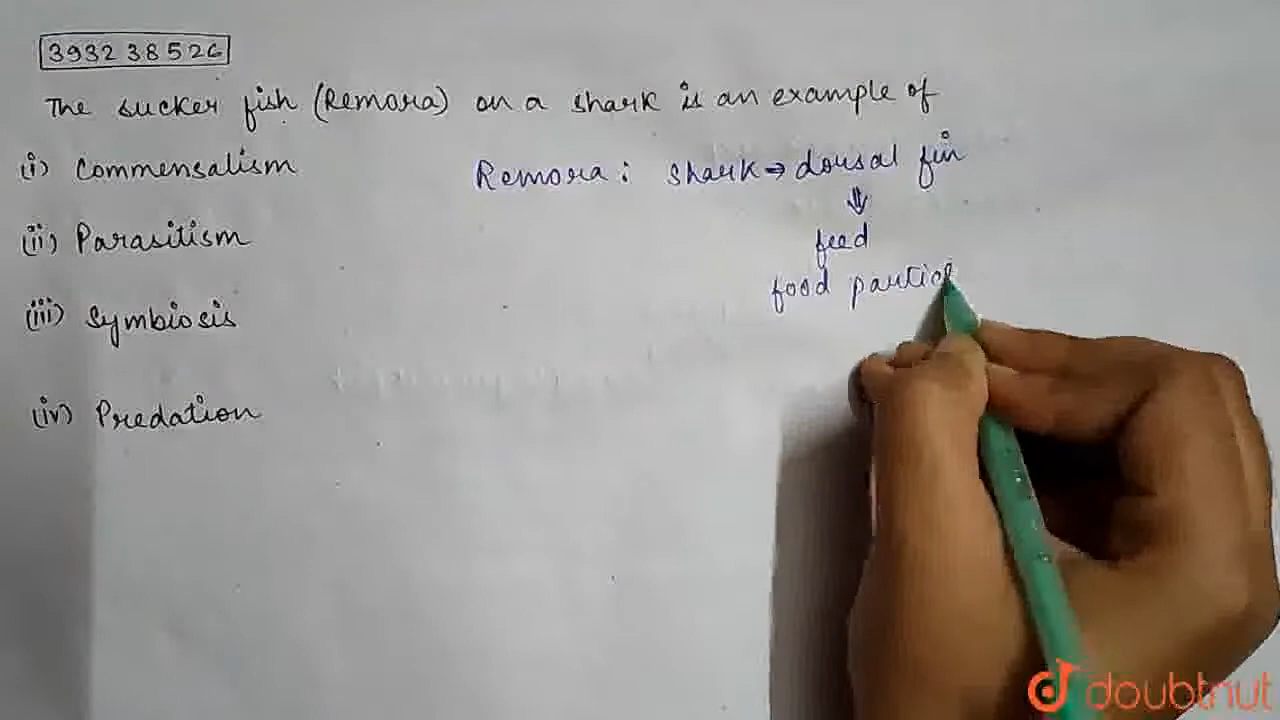 393238526
The sucker fish (Remora) on a shark is an example of
(i) Commensalism
Remora : shark ⇒ dorsal fin
⇓
(ii) Parasitism
feed
food particl
(iii) Symbiosis
(iv) Predation
doubtnut